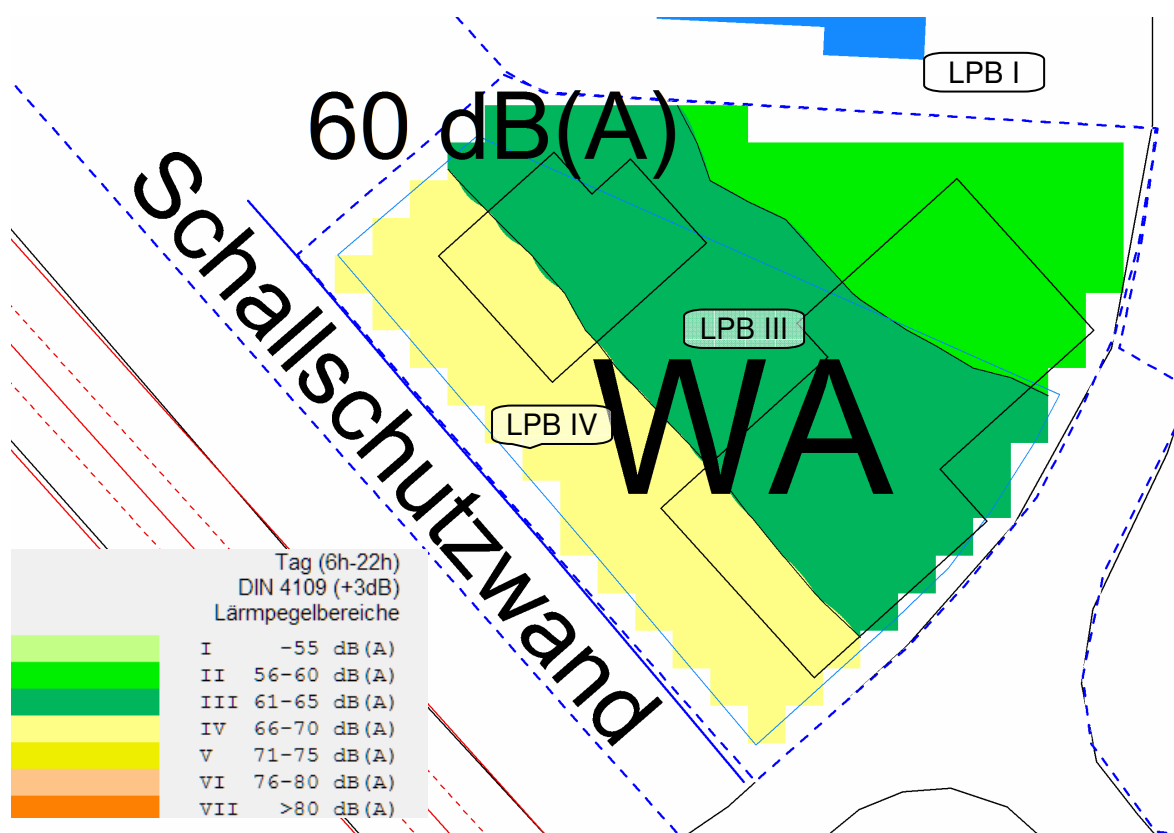 LPB I
60 dB(A)
Schallschutzwand
LPB III
WA
LPB IV
Tag (6h-22h)
DIN 4109 (+3dB)
Lärmpegelbereiche
I -55 dB(A)
II 56-60 dB(A)
III 61-65 dB(A)
IV 66-70 dB(A)
V 71-75 dB(A)
VI 76-80 dB(A)
VII >80 dB(A)